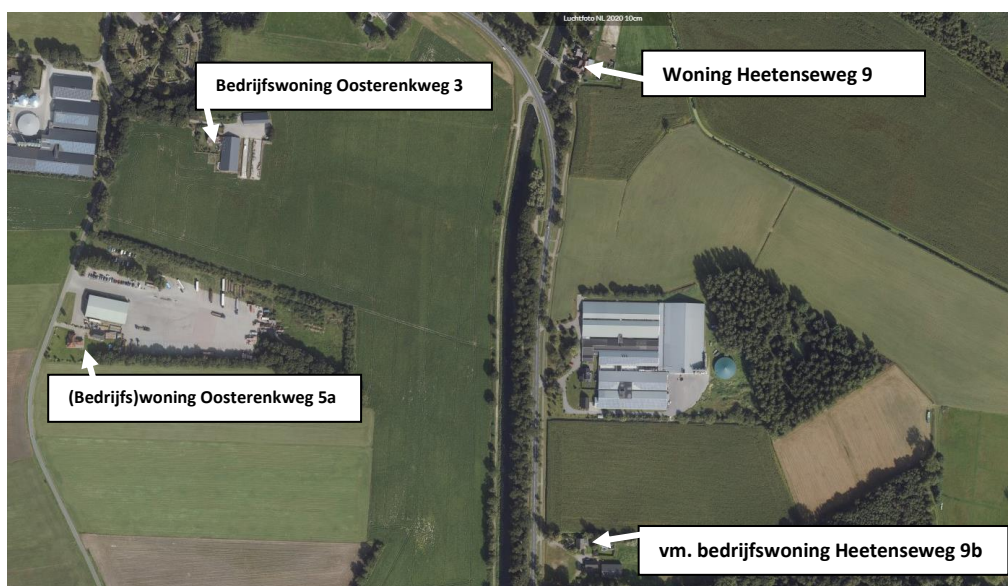 Luchtfoto NL 2020 10cm
Woning Heetenseweg 9
Bedrijfswoning Oosterenkweg 3
(Bedrijfs)woning Oosterenkweg 5a
vm. bedrijfswoning Heetenseweg 9b